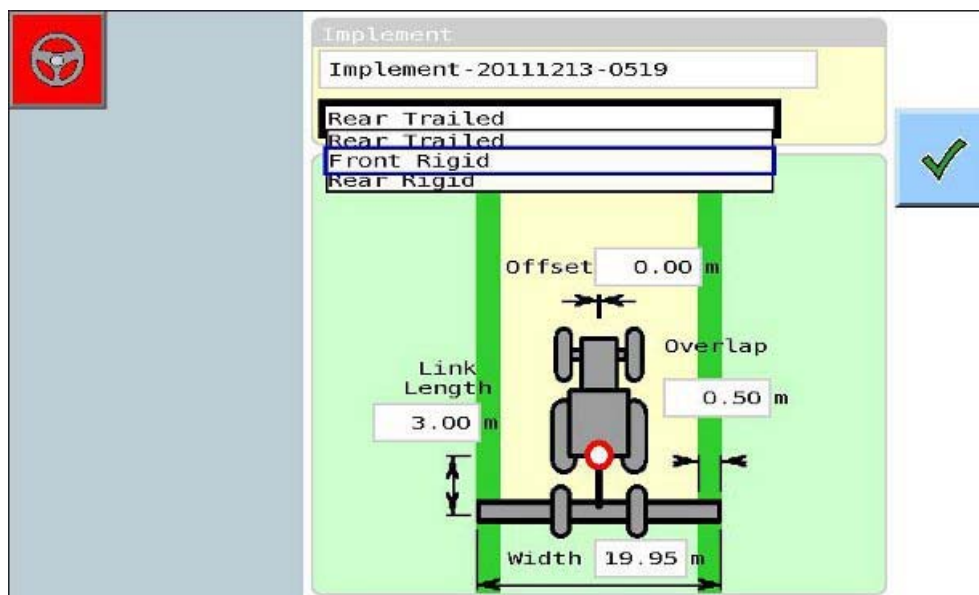 Implement
Implement-20111213-0519
Rear Trailed
Rear Trailed
Front Rigid
Rear Rigid
Offset 0.00 m
Overlap
0.50 m
Link
Length
3.00 m
Width 19.95 m